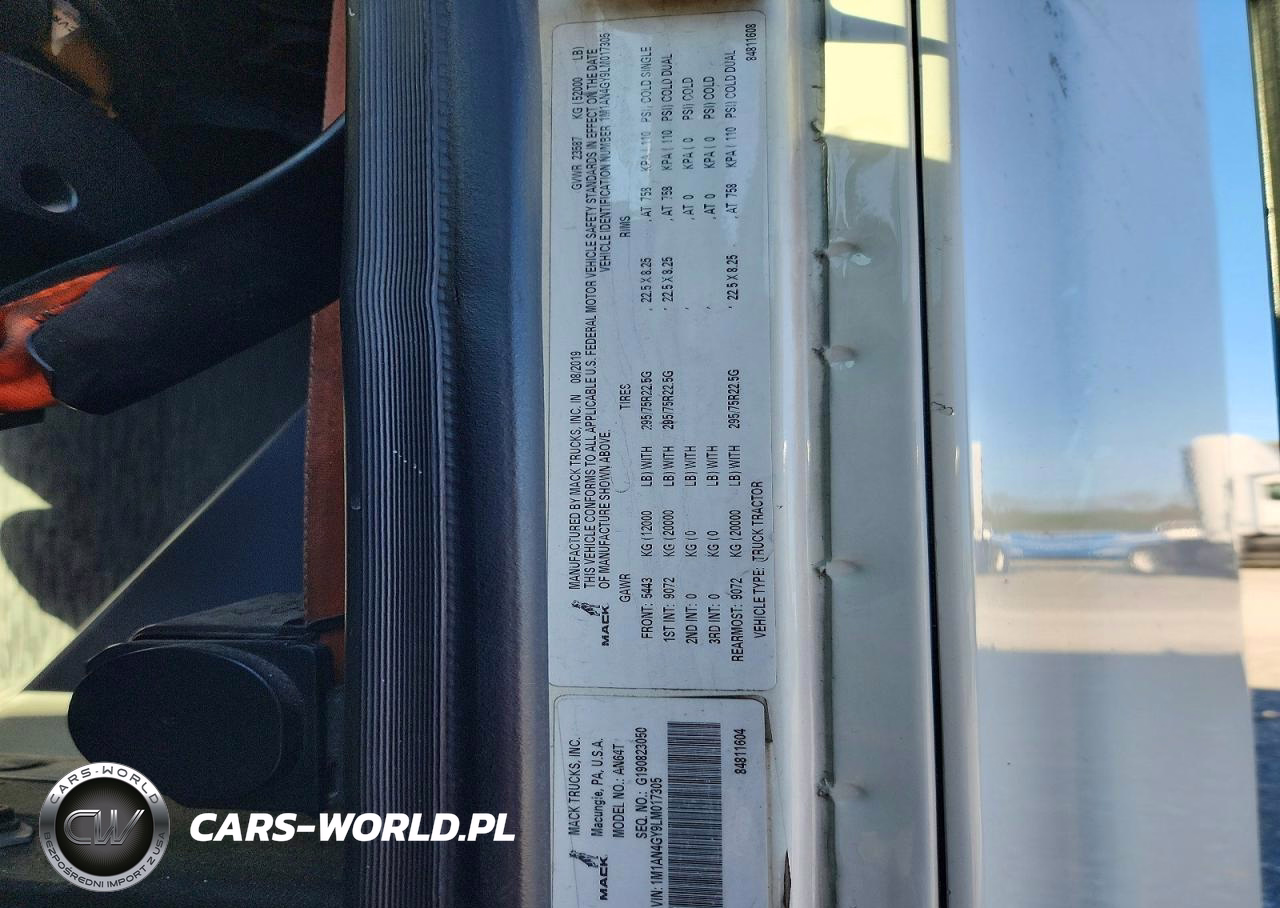 MANUFACTURED BY MACK TRUCKS, INC. IN 08/2019 GVWR 23587 KG (52000 LB)
THIS VEHICLE CONFORMS TO ALL APPLICABLE U.S. FEDERAL MOTOR VEHICLE SAFETY STANDARDS IN EFFECT ON THE DATE
OF MANUFACTURE SHOWN ABOVE. VEHICLE IDENTIFICATION NUMBER 1M1AN4GY9LM017305
MACK
GAWR TIRES RIMS
FRONT: 5443 KG (12000 LB) WITH 295/75R22.5G , 22.5 X 8.25 , AT 758 KPA ( 110 PSI) COLD SINGLE
1ST INT: 9072 KG (20000 LB) WITH 295/75R22.5G , 22.5 X 8.25 , AT 758 KPA ( 110 PSI) COLD DUAL
2ND INT: 0 KG (0 LB) WITH , , AT 0 KPA ( 0 PSI) COLD
3RD INT: 0 KG (0 LB) WITH , , AT 0 KPA ( 0 PSI) COLD
REARMOST: 9072 KG (20000 LB) WITH 295/75R22.5G , 22.5 X 8.25 , AT 758 KPA ( 110 PSI) COLD DUAL
VEHICLE TYPE: TRUCK TRACTOR 84811608
MACK TRUCKS, INC.
Macungie, PA, U.S.A.
MACK
MODEL NO.: AN64T
SEQ. NO.: G190823050
VIN: 1M1AN4GY9LM017305
84811604
CARS-WORLD
CW
BEZPOŚREDNI IMPORT Z USA
CARS-WORLD.PL